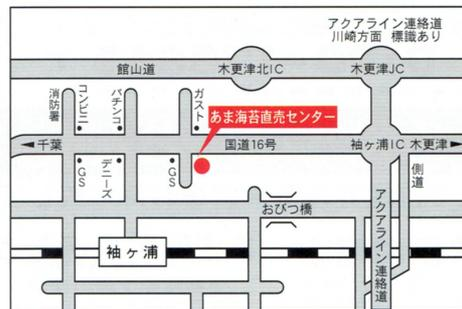 アクアライン連絡道
川崎方面 標識あり
館山道
木更津北IC
木更津JC
消防署
コンビニ
パチンコ
ガスト
あま海苔直売センター
千葉
国道16号
袖ヶ浦IC
木更津
GS
デニーズ
GS
側道
おびつ橋
アクアライン連絡道
袖ヶ浦